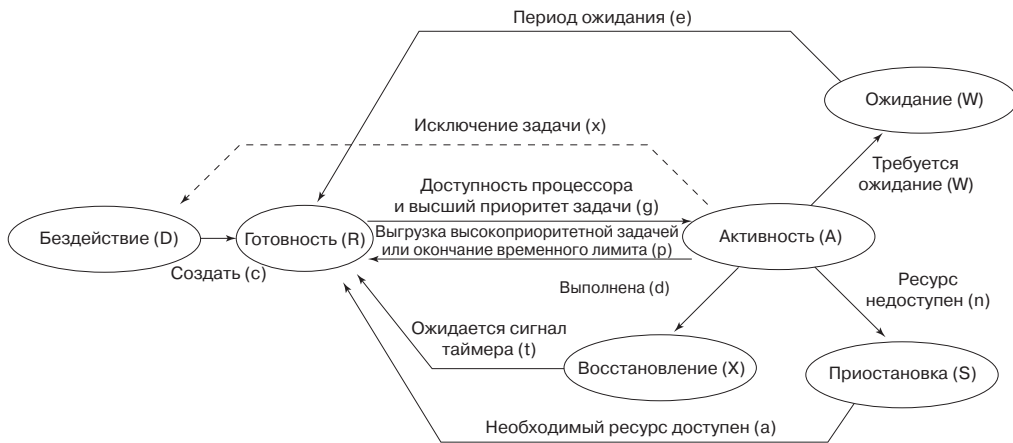 Период ожидания (e)
Ожидание (W)
Исключение задачи (x)
Требуется
ожидание (W)
Доступность процессора
и высший приоритет задачи (g)
Бездействие (D)
Готовность (R)
Выгрузка высокоприоритетной задачей
или окончание временного лимита (p)
Активность (A)
Создать (c)
Выполнена (d)
Ресурс
недоступен (n)
Ожидается сигнал
таймера (t)
Восстановление (X)
Приостановка (S)
Необходимый ресурс доступен (a)